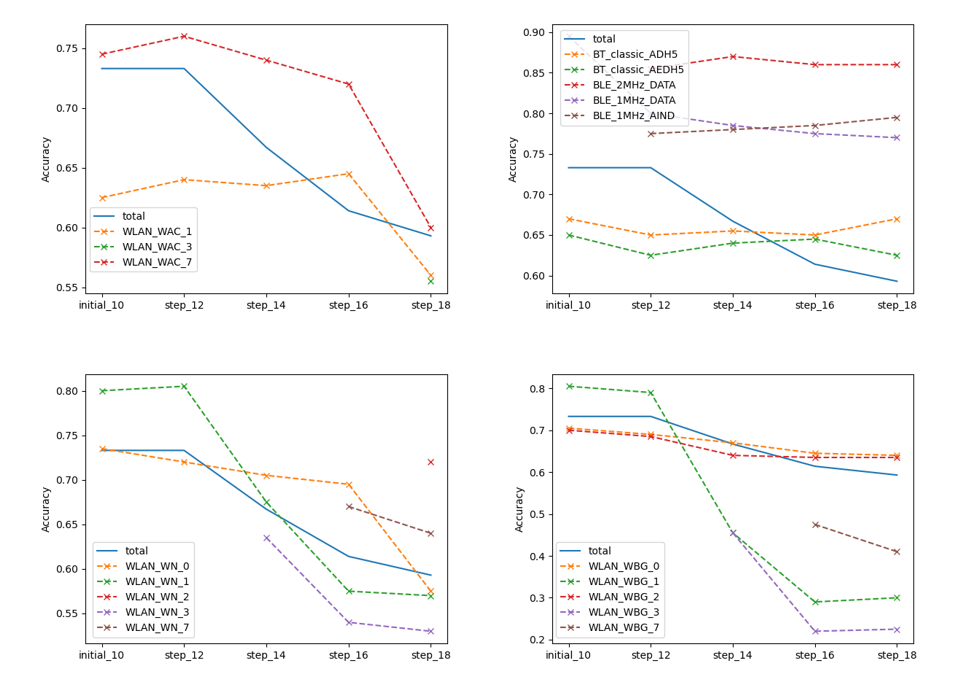 0.75
0.70
0.65
0.60
0.55
Accuracy
total
WLAN_WAC_1
WLAN_WAC_3
WLAN_WAC_7
initial_10 step_12 step_14 step_16 step_18
0.90
0.85
0.80
0.75
0.70
0.65
0.60
Accuracy
total
BT_classic_ADH5
BT_classic_AEDH5
BLE_2MHz_DATA
BLE_1MHz_DATA
BLE_1MHz_AIND
initial_10 step_12 step_14 step_16 step_18
0.80
0.75
0.70
0.65
0.60
0.55
Accuracy
total
WLAN_WN_0
WLAN_WN_1
WLAN_WN_2
WLAN_WN_3
WLAN_WN_7
initial_10 step_12 step_14 step_16 step_18
0.8
0.7
0.6
0.5
0.4
0.3
0.2
Accuracy
total
WLAN_WBG_0
WLAN_WBG_1
WLAN_WBG_2
WLAN_WBG_3
WLAN_WBG_7
initial_10 step_12 step_14 step_16 step_18